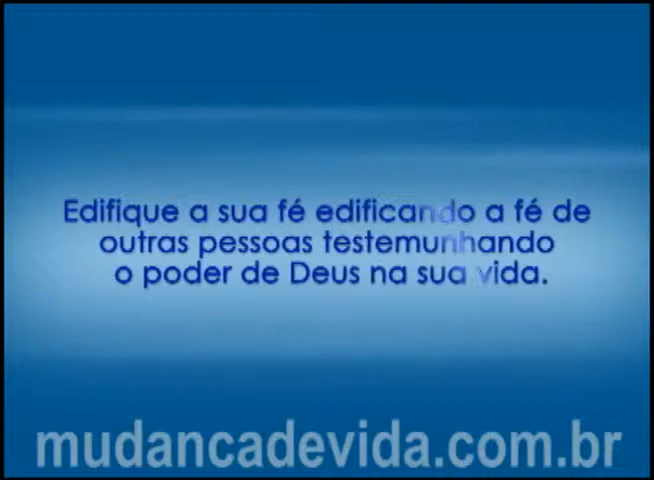 Edifique a sua fé edificando a fé de
outras pessoas testemunhando
o poder de Deus na sua vida.
mudancadevida.com.br